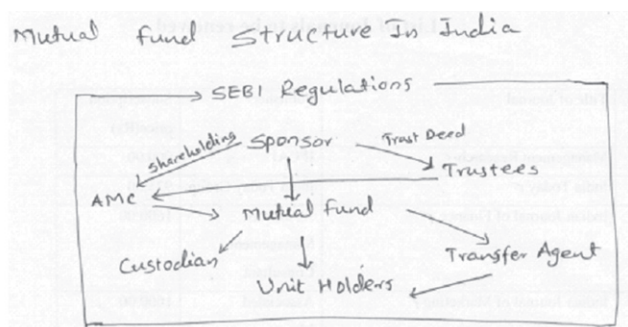 Mutual Fund Structure In India
SEBI Regulations
shareholding Sponsor Trust Deed
Trustees
AMC
Mutual fund
Custodian Transfer Agent
Unit Holders